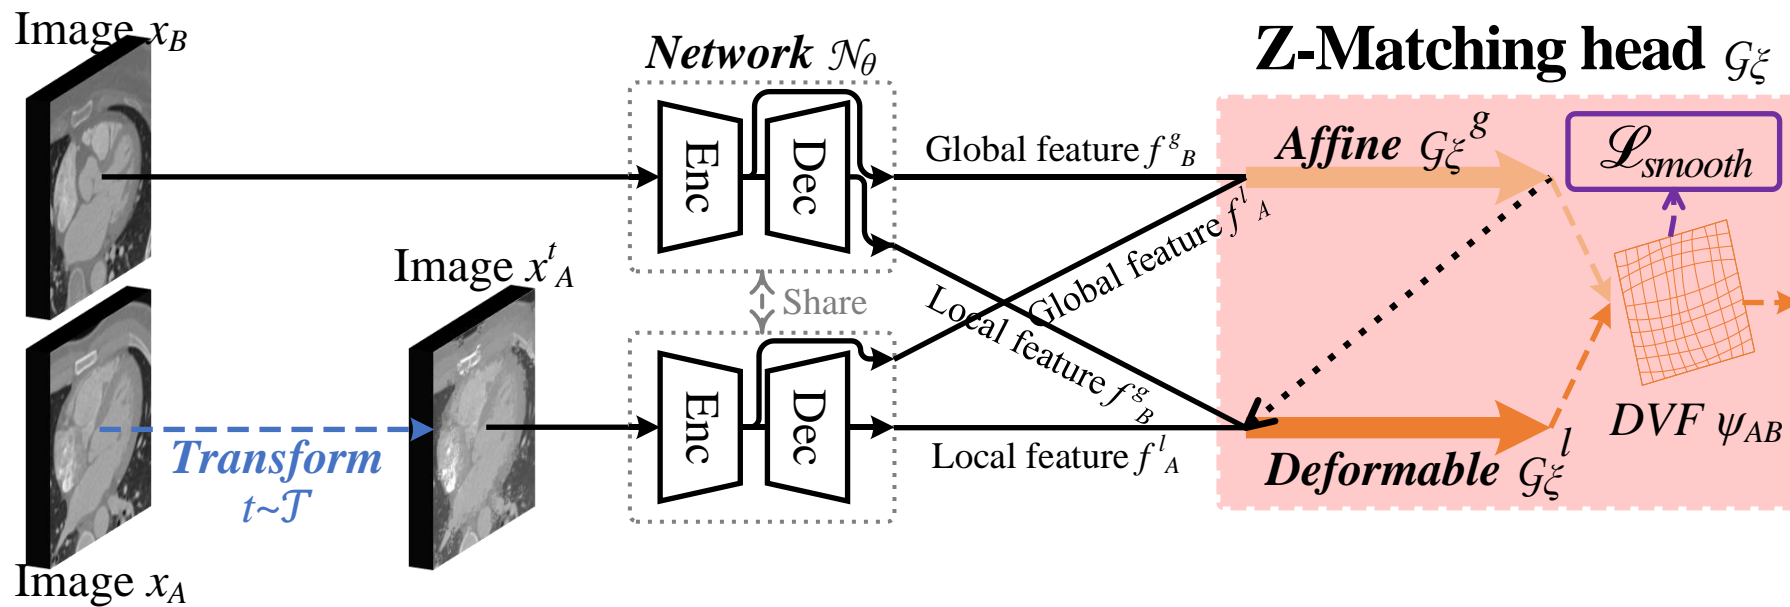 Image x_B
Network 𝒩_θ
Z-Matching head 𝒢_ξ
Enc
Dec
Global feature f^g_B
Affine 𝒢_ξ^g
ℒ_smooth
Image x^t_A
Share
Global feature f^l_A
Local feature f^g_B
Enc
Dec
DVF ψ_AB
Transform
t~𝒯
Local feature f^l_A
Deformable 𝒢_ξ^l
Image x_A